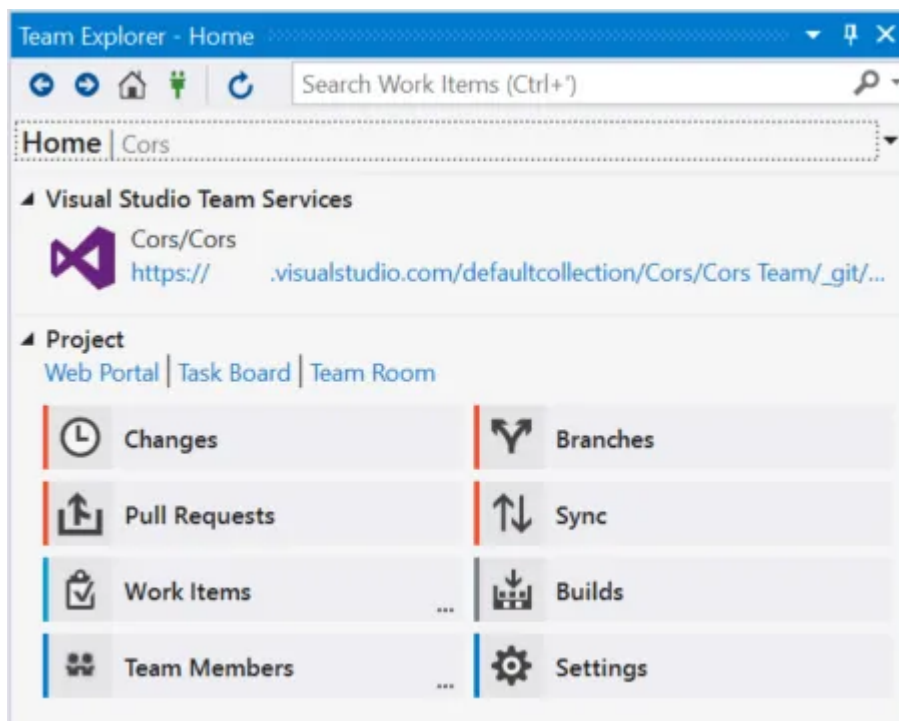 Team Explorer - Home
Search Work Items (Ctrl+')
Home | Cors
Visual Studio Team Services
Cors/Cors
https:// .visualstudio.com/defaultcollection/Cors/Cors Team/_git/...
Project
Web Portal | Task Board | Team Room
Changes
Branches
Pull Requests
Sync
Work Items ...
Builds
Team Members ...
Settings